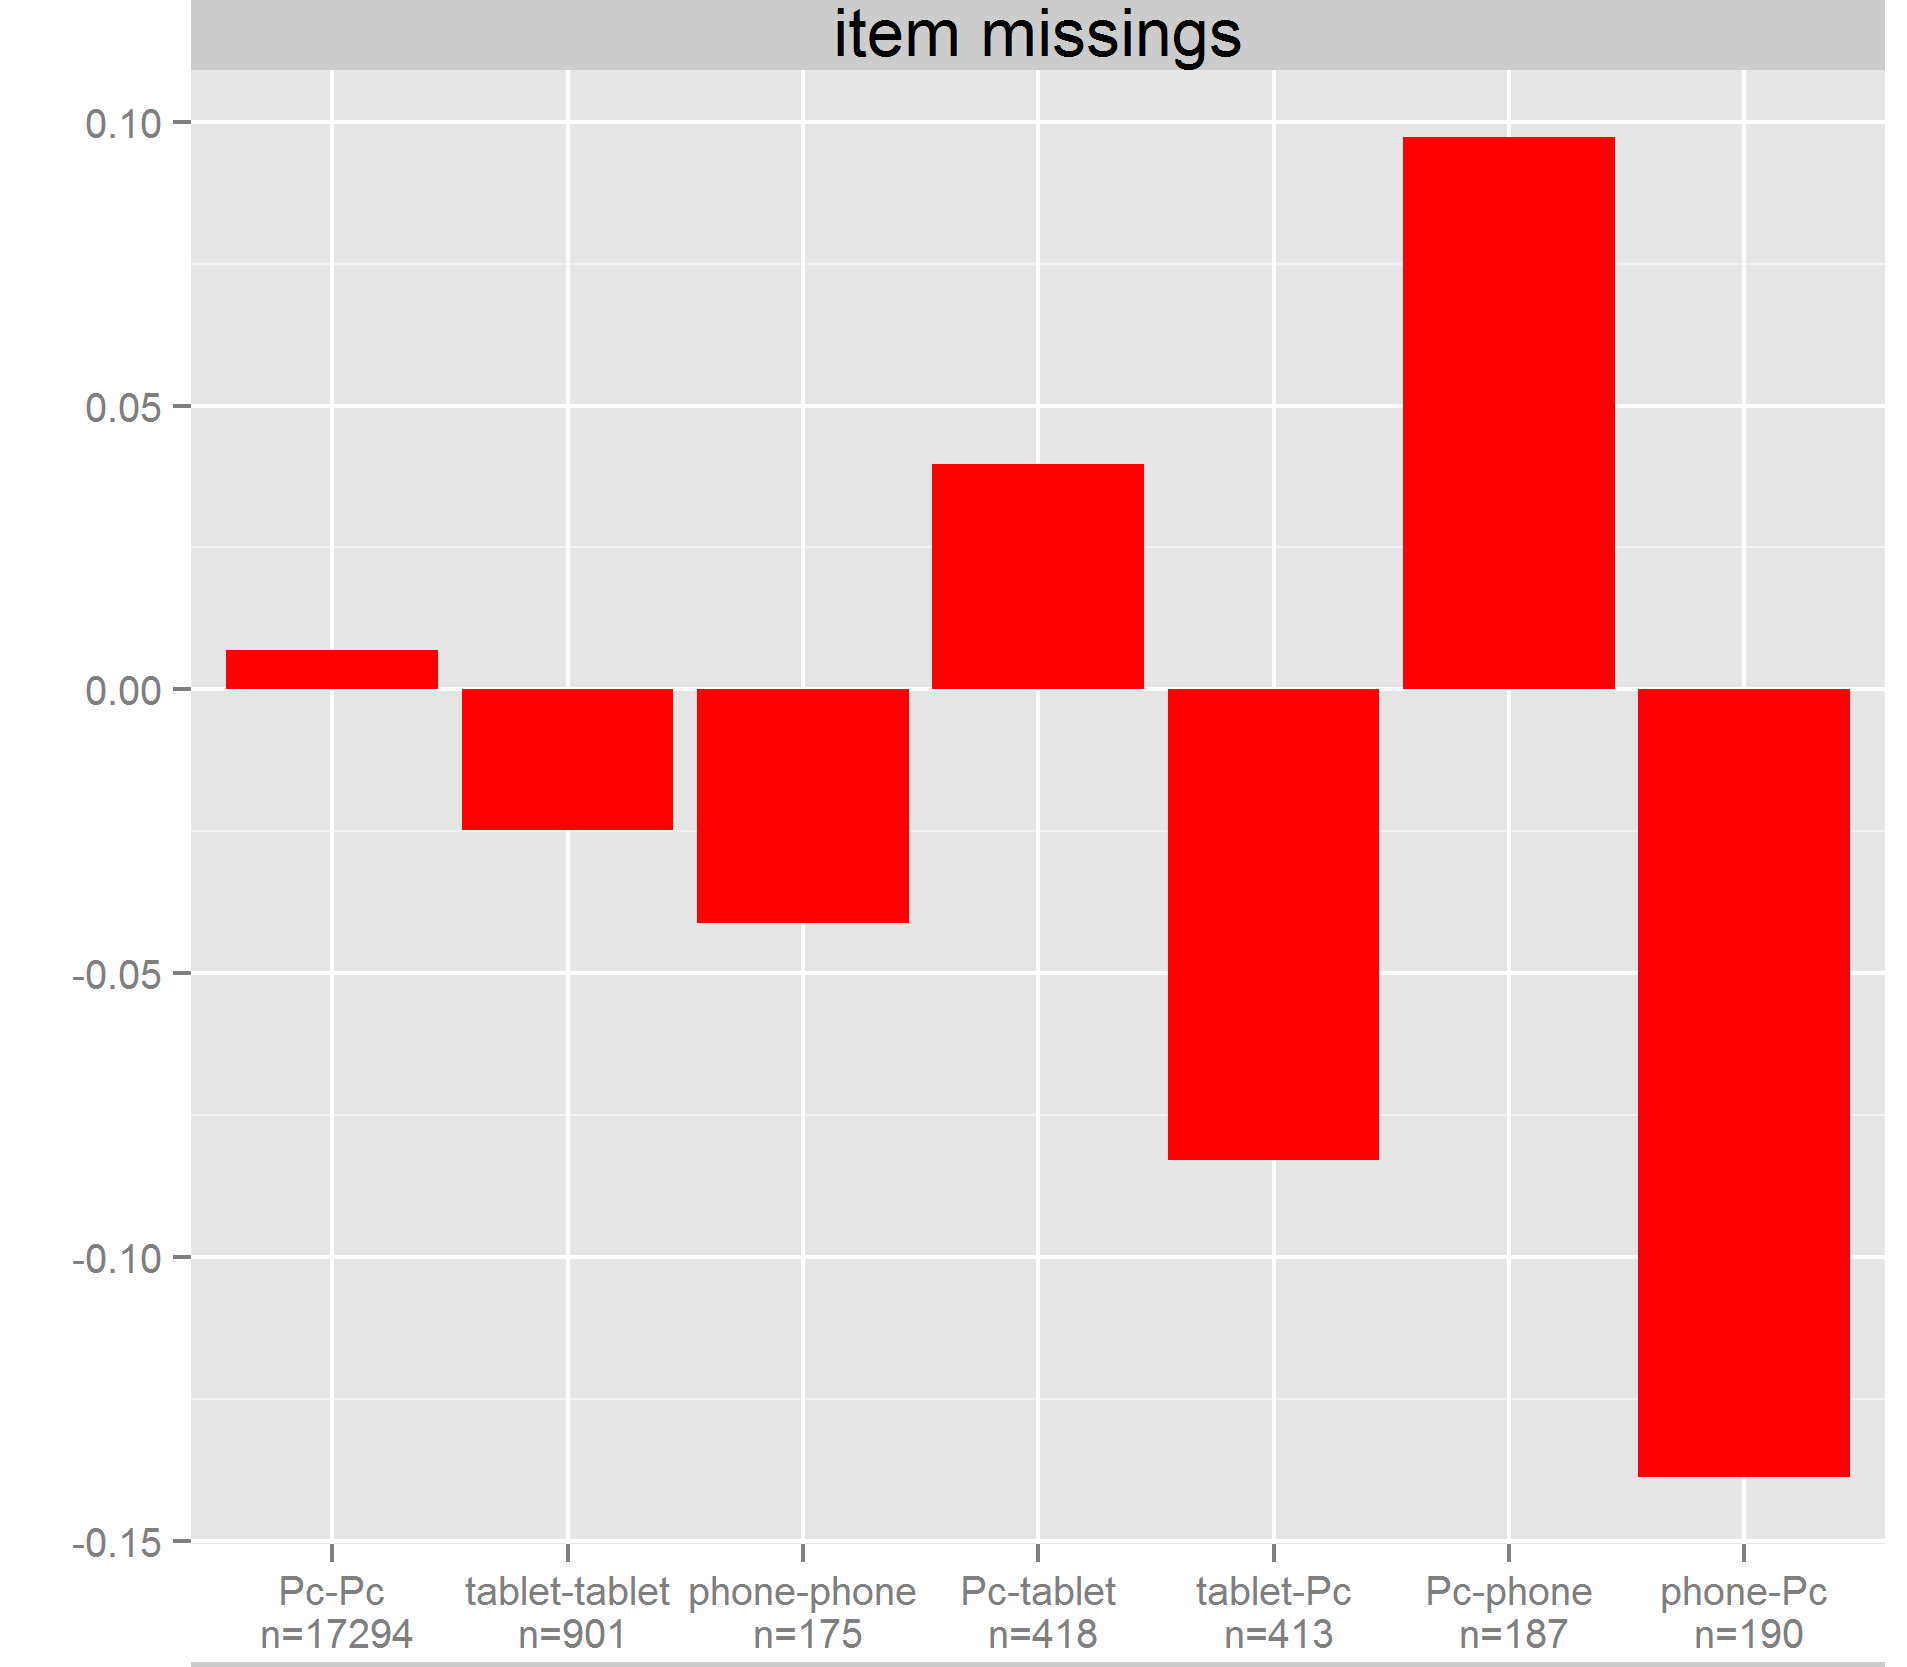 item missings
0.10
0.05
0.00
-0.05
-0.10
-0.15
Pc-Pc tablet-tablet phone-phone Pc-tablet tablet-Pc Pc-phone phone-Pc
n=17294 n=901 n=175 n=418 n=413 n=187 n=190